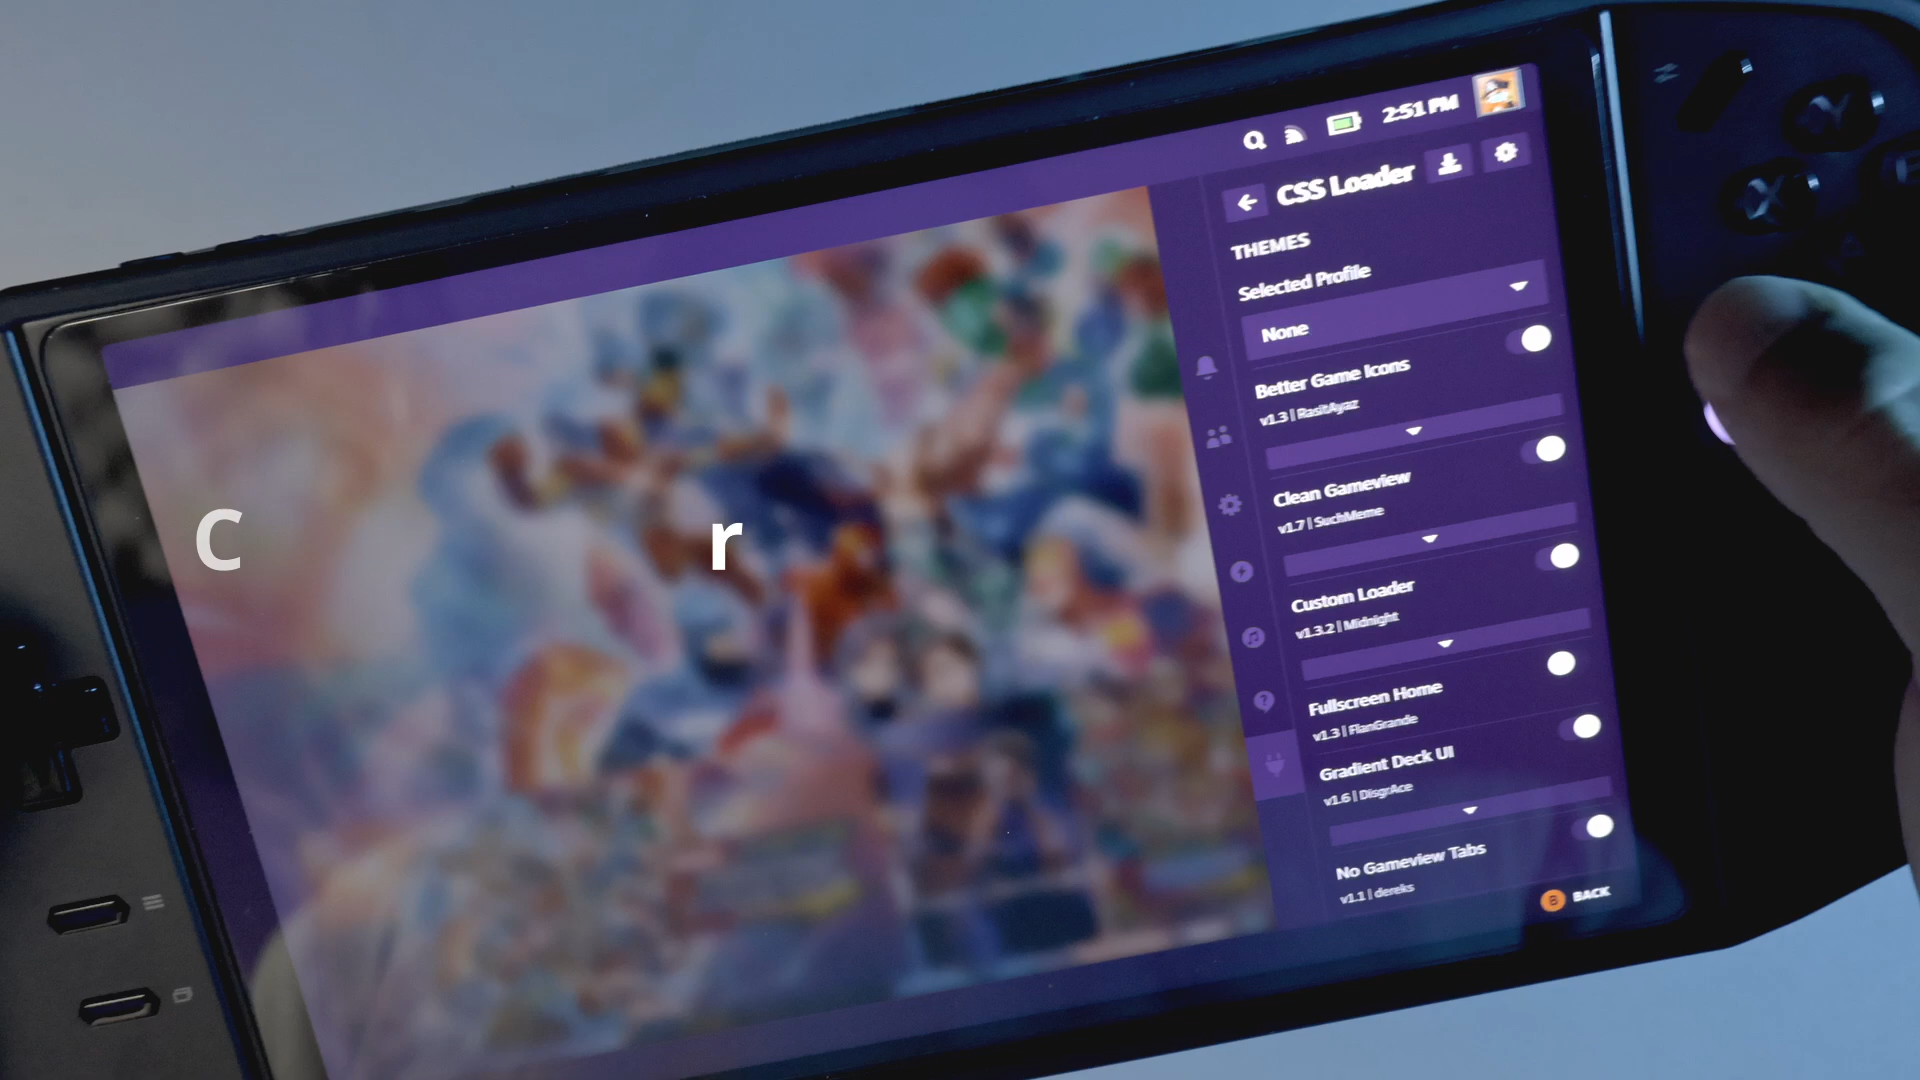 2:51 PM
CSS Loader
THEMES
Selected Profile
None
Better Game Icons
v1.3 | RasitAyaz
Clean Gameview
v1.7 | SuchMeme
Custom Loader
v1.3.2 | Midnight
Fullscreen Home
v1.3 | FlanGrande
Gradient Deck UI
v1.6 | DisgrAce
No Gameview Tabs
v1.1 | dereks
B BACK
C r
Y
X